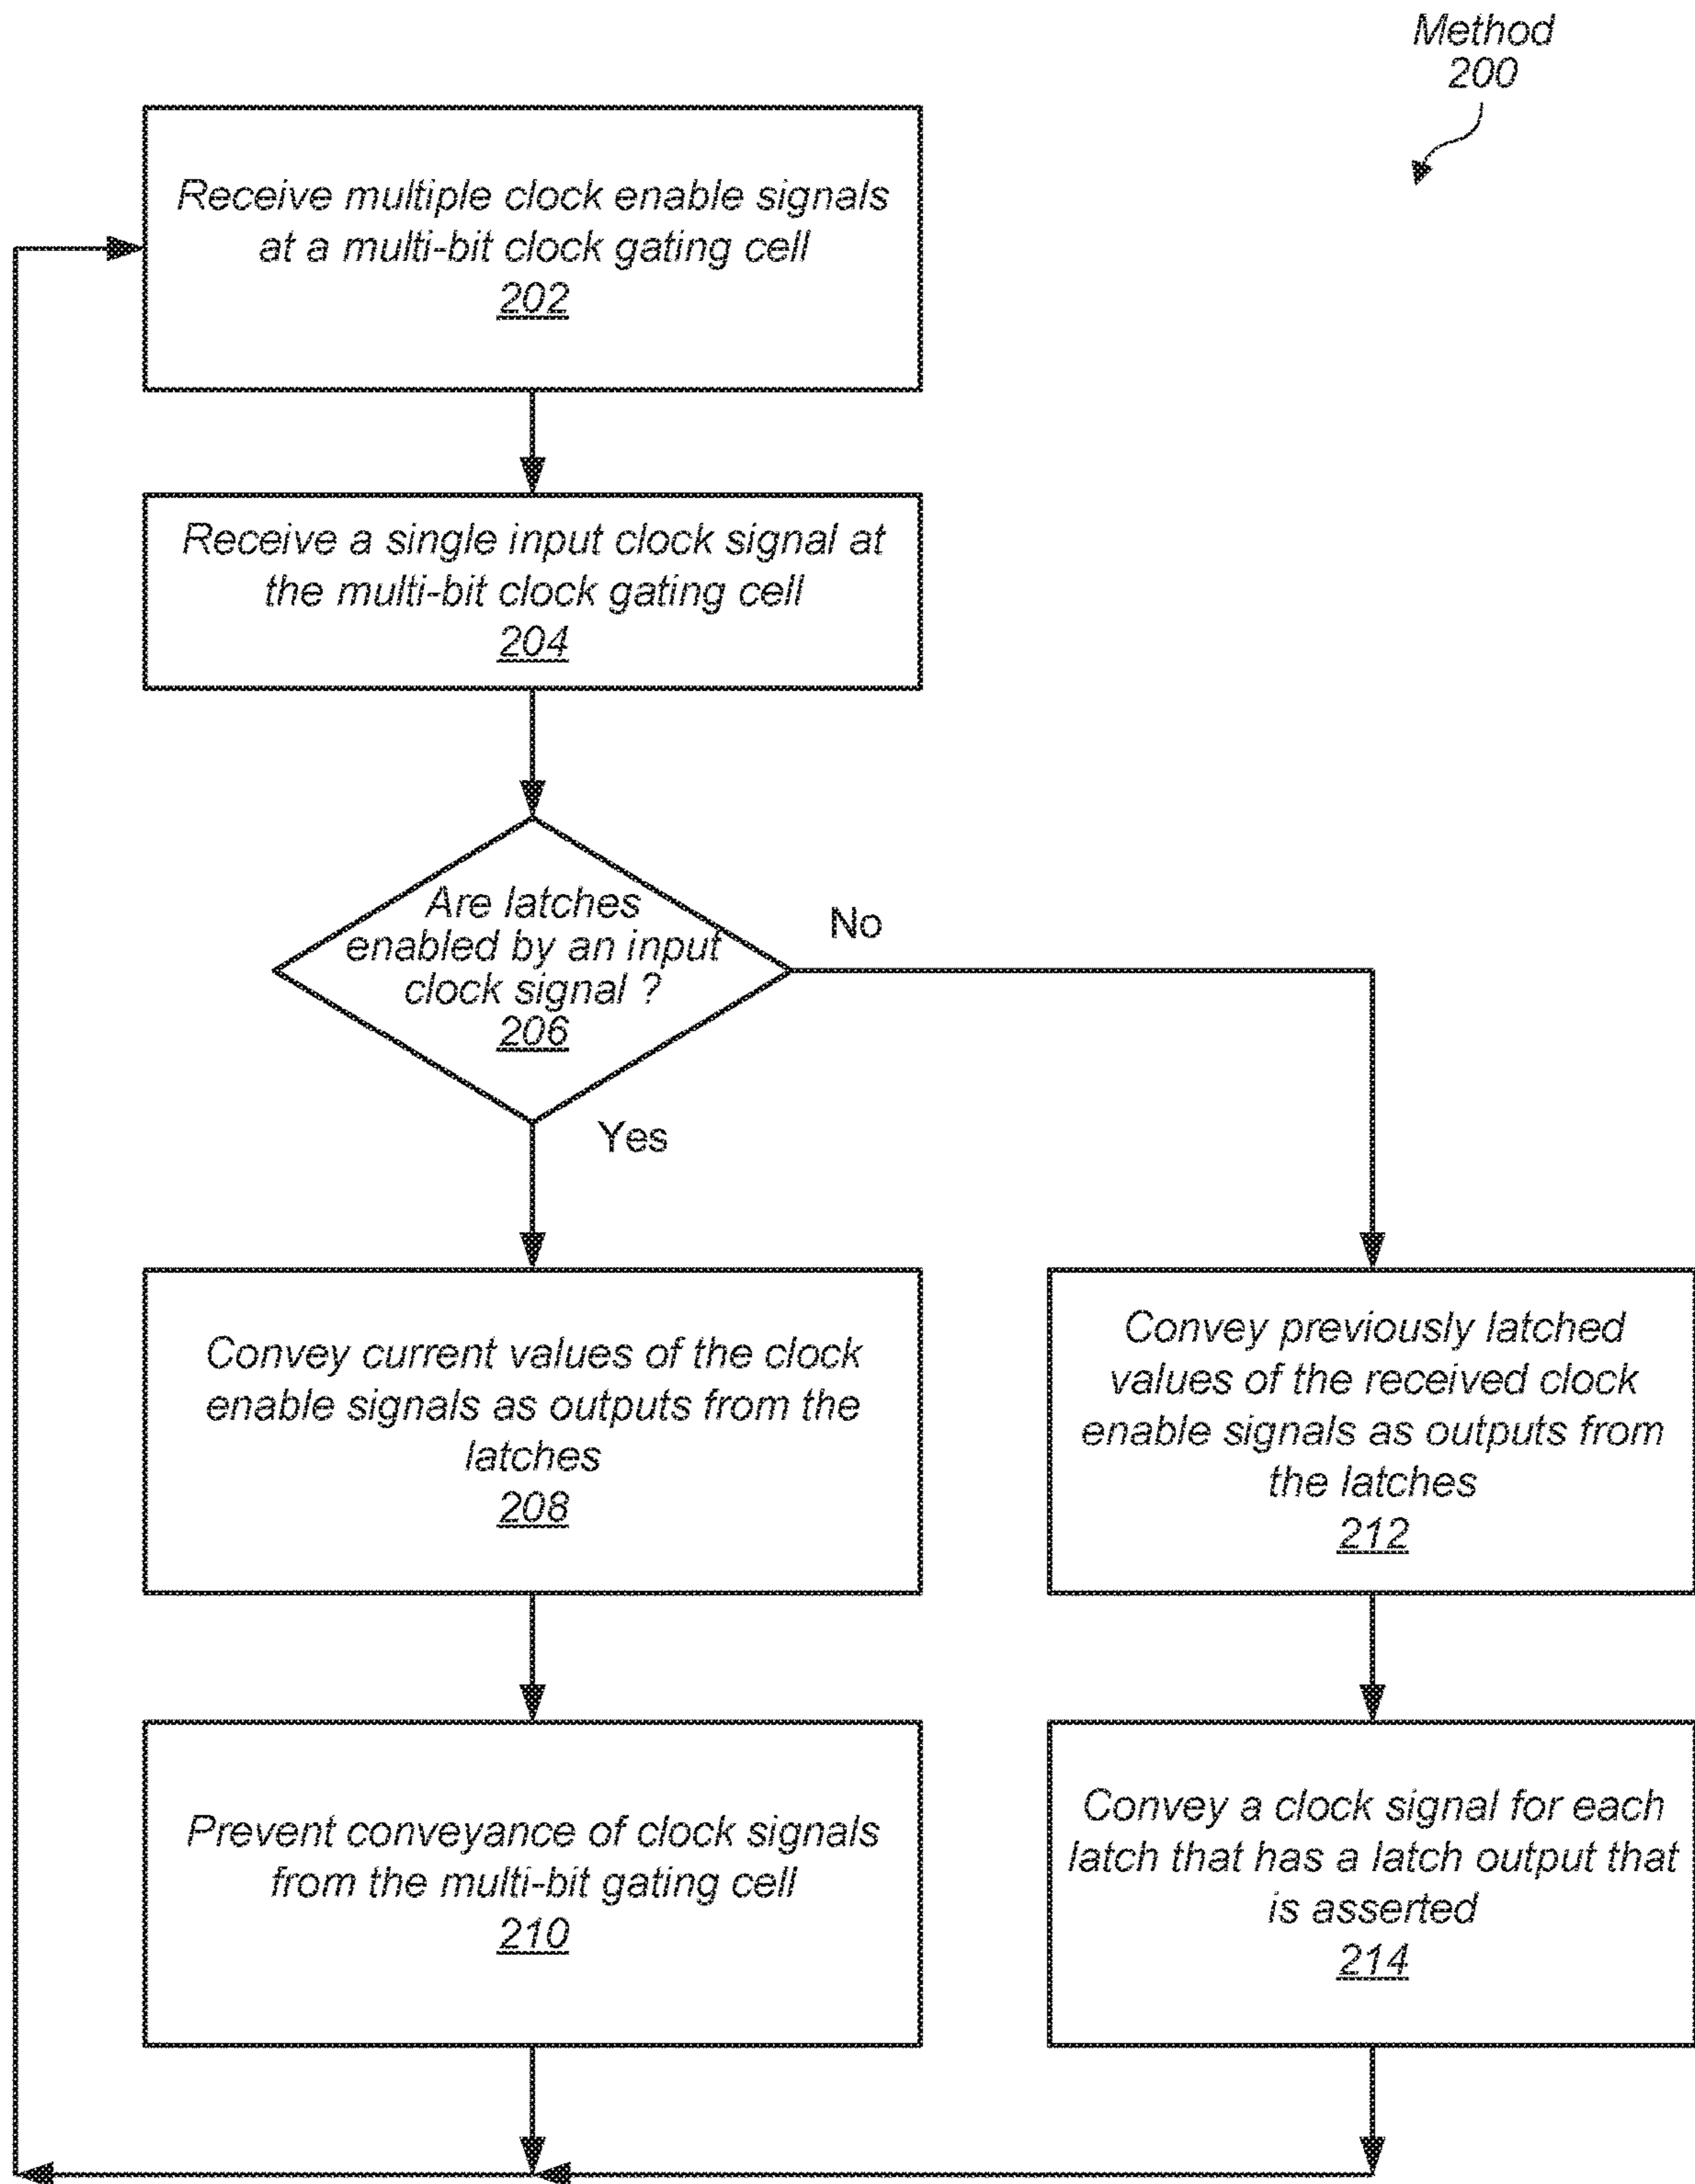 Method
200
Receive multiple clock enable signals
at a multi-bit clock gating cell
202
Receive a single input clock signal at
the multi-bit clock gating cell
204
Are latches
enabled by an input
clock signal ?
206
No
Yes
Convey current values of the clock
enable signals as outputs from the
latches
208
Convey previously latched
values of the received clock
enable signals as outputs from
the latches
212
Prevent conveyance of clock signals
from the multi-bit gating cell
210
Convey a clock signal for each
latch that has a latch output that
is asserted
214